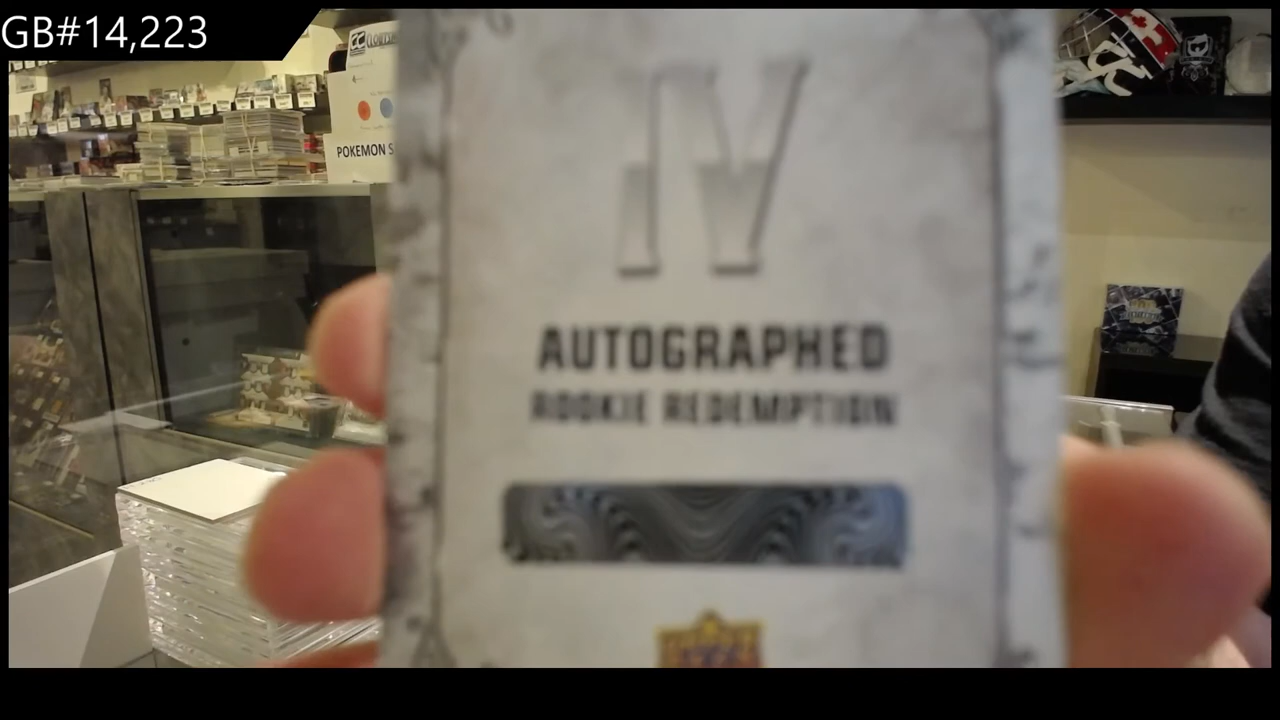 GB#14,223
POKEMON S
IV
AUTOGRAPHED
ROOKIE REDEMPTION